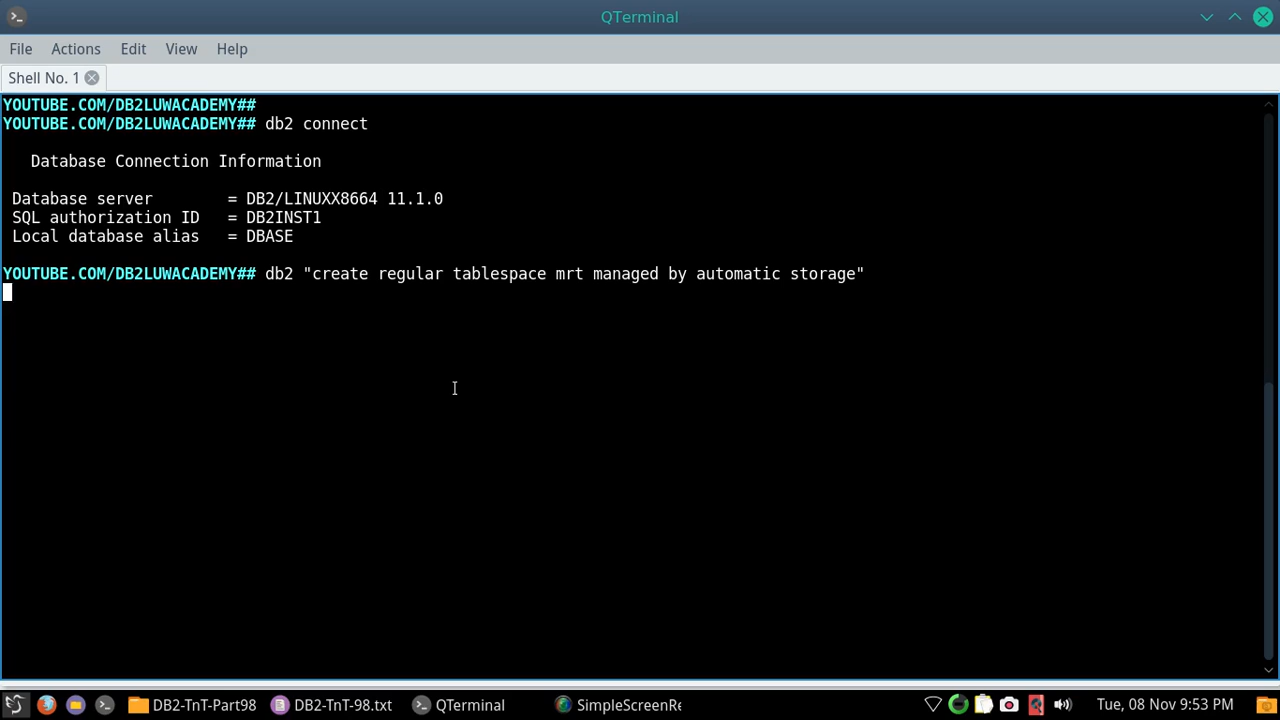 QTerminal
File Actions Edit View Help
Shell No. 1
YOUTUBE.COM/DB2LUWACADEMY##
YOUTUBE.COM/DB2LUWACADEMY## db2 connect
Database Connection Information
Database server = DB2/LINUXX8664 11.1.0
SQL authorization ID = DB2INST1
Local database alias = DBASE
YOUTUBE.COM/DB2LUWACADEMY## db2 "create regular tablespace mrt managed by automatic storage"
DB2-TnT-Part98 DB2-TnT-98.txt QTerminal SimpleScreenRe Tue, 08 Nov 9:53 PM